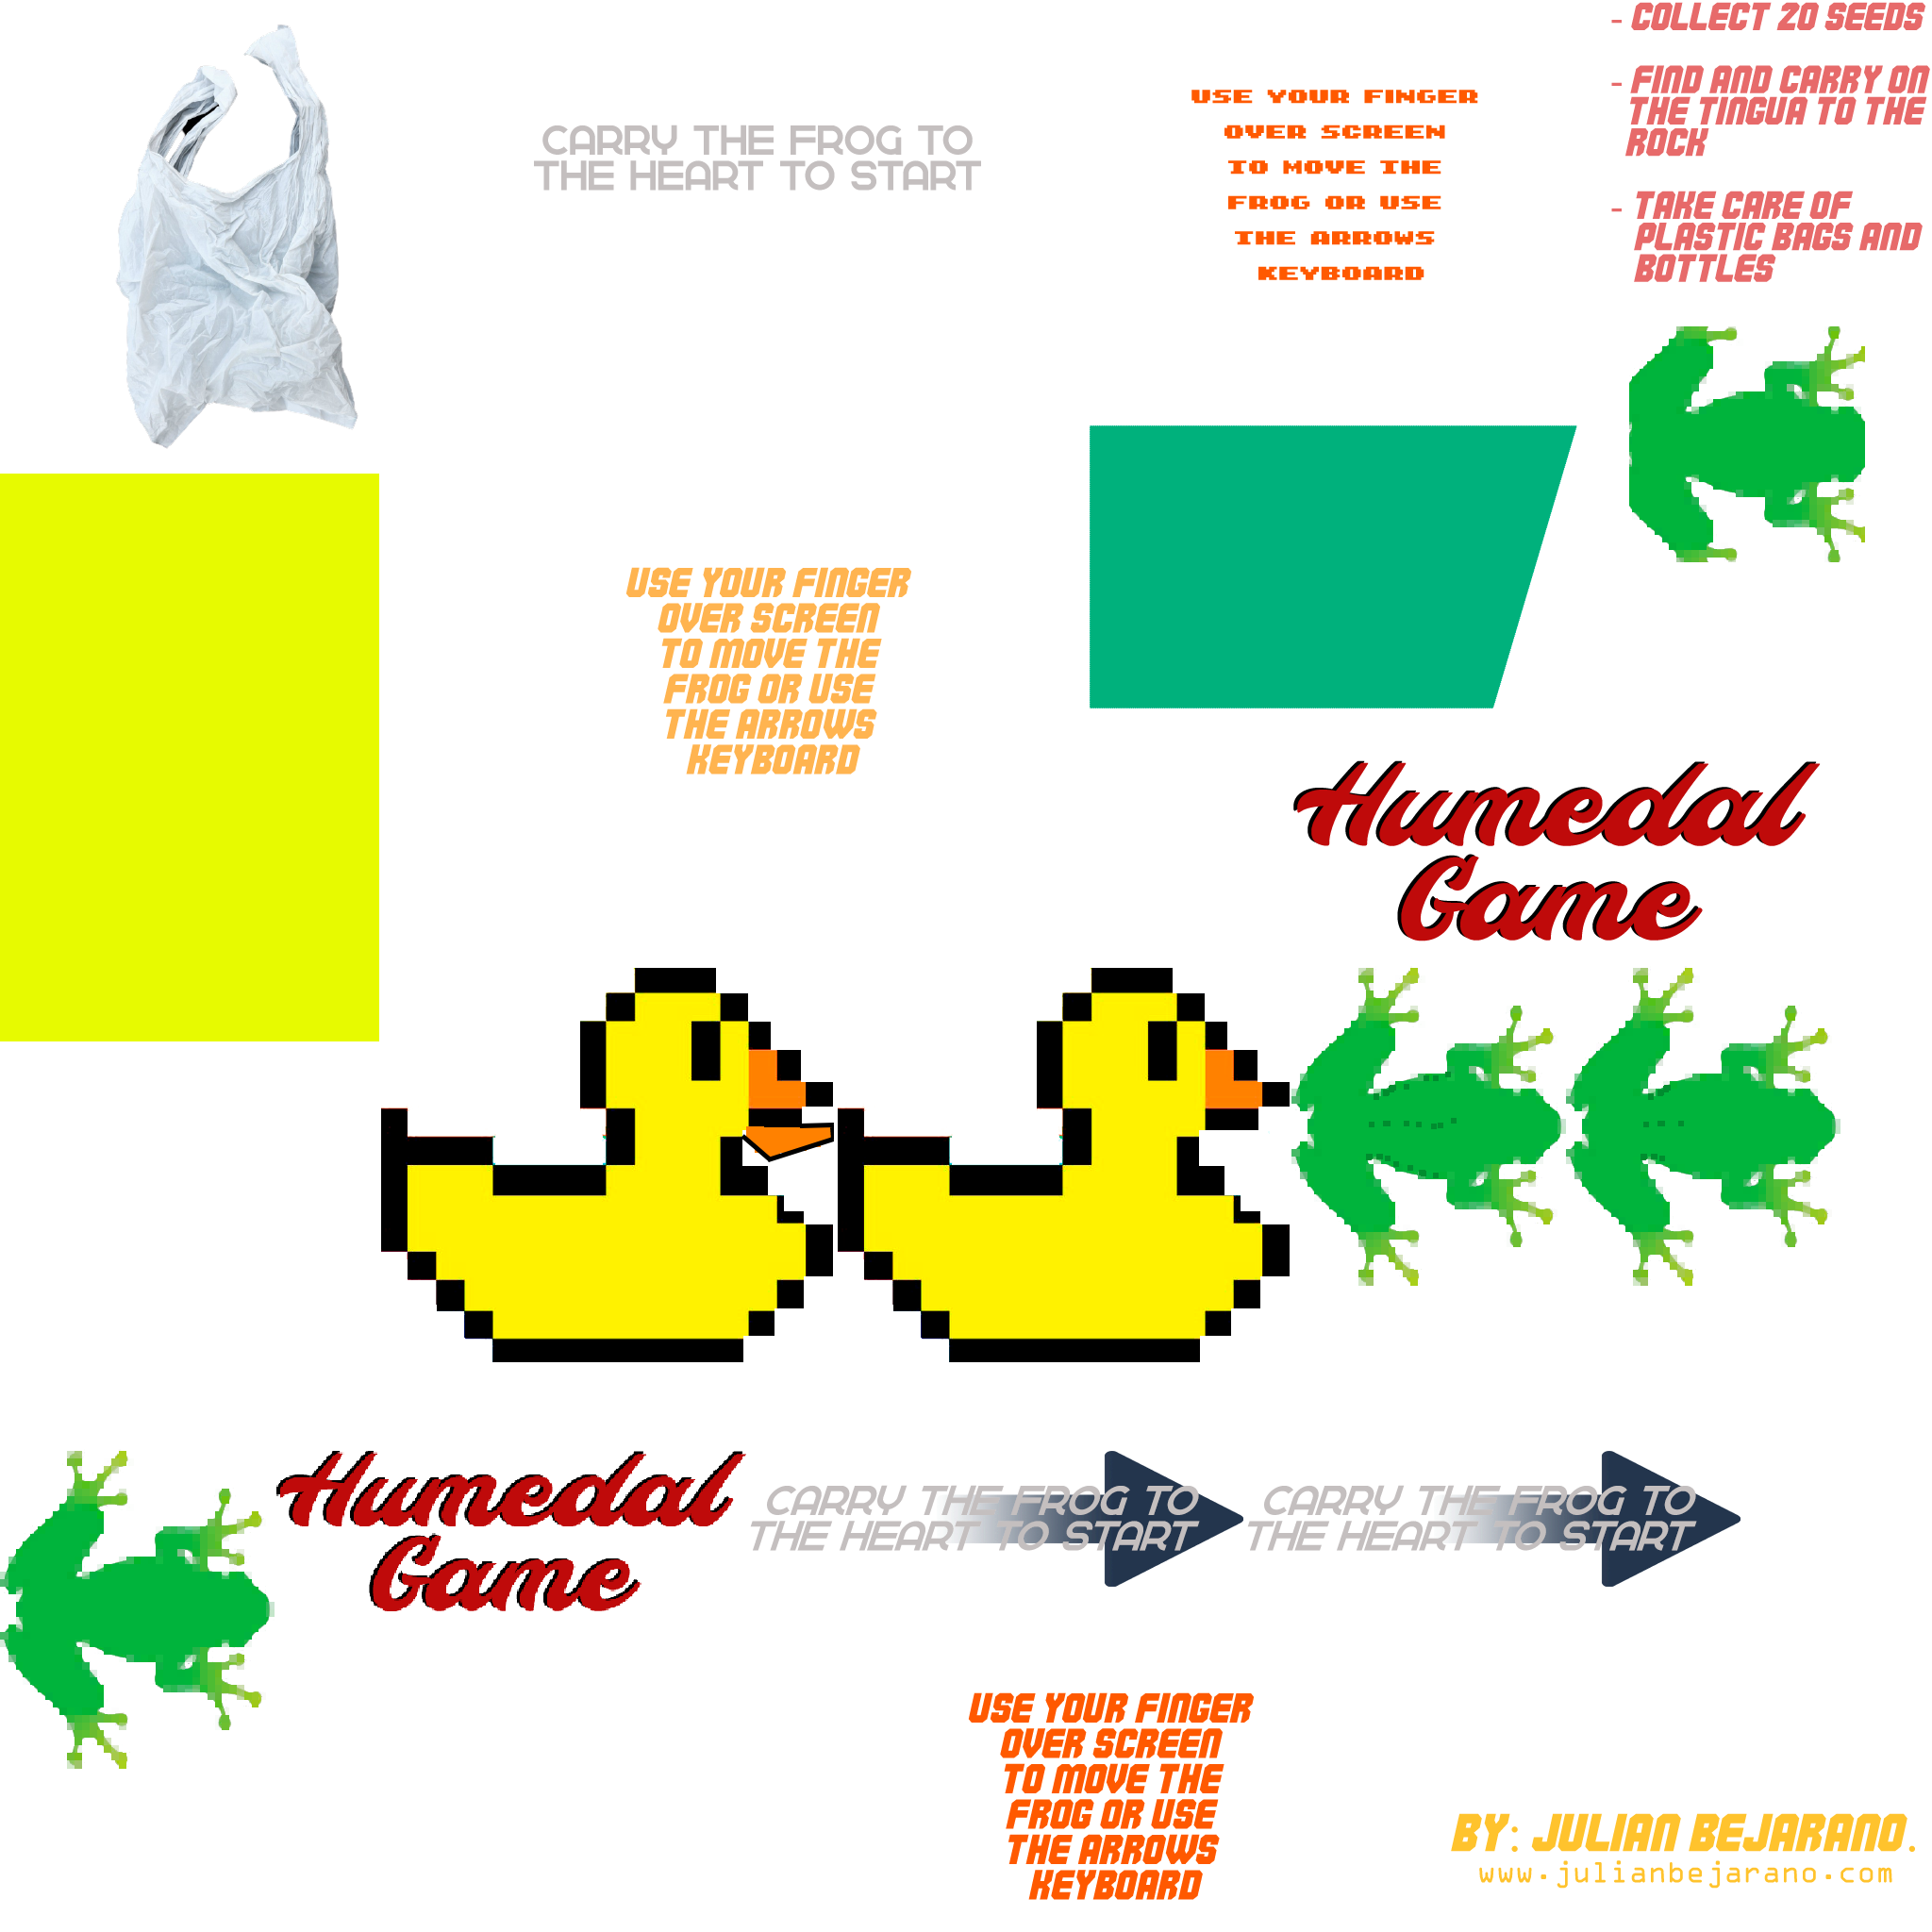 - COLLECT 20 SEEDS
- FIND AND CARRY ON
THE TINGUA TO THE
ROCK
- TAKE CARE OF
PLASTIC BAGS AND
BOTTLES
CARRY THE FROG TO
THE HEART TO START
USE YOUR FINGER
OVER SCREEN
TO MOVE THE
FROG OR USE
THE ARROWS
KEYBOARD
USE YOUR FINGER
OVER SCREEN
TO MOVE THE
FROG OR USE
THE ARROWS
KEYBOARD
Humedal
Game
Humedal
Game
CARRY THE FROG TO
THE HEART TO START
CARRY THE FROG TO
THE HEART TO START
USE YOUR FINGER
OVER SCREEN
TO MOVE THE
FROG OR USE
THE ARROWS
KEYBOARD
BY: JULIAN BEJARANO.
www.julianbejarano.com